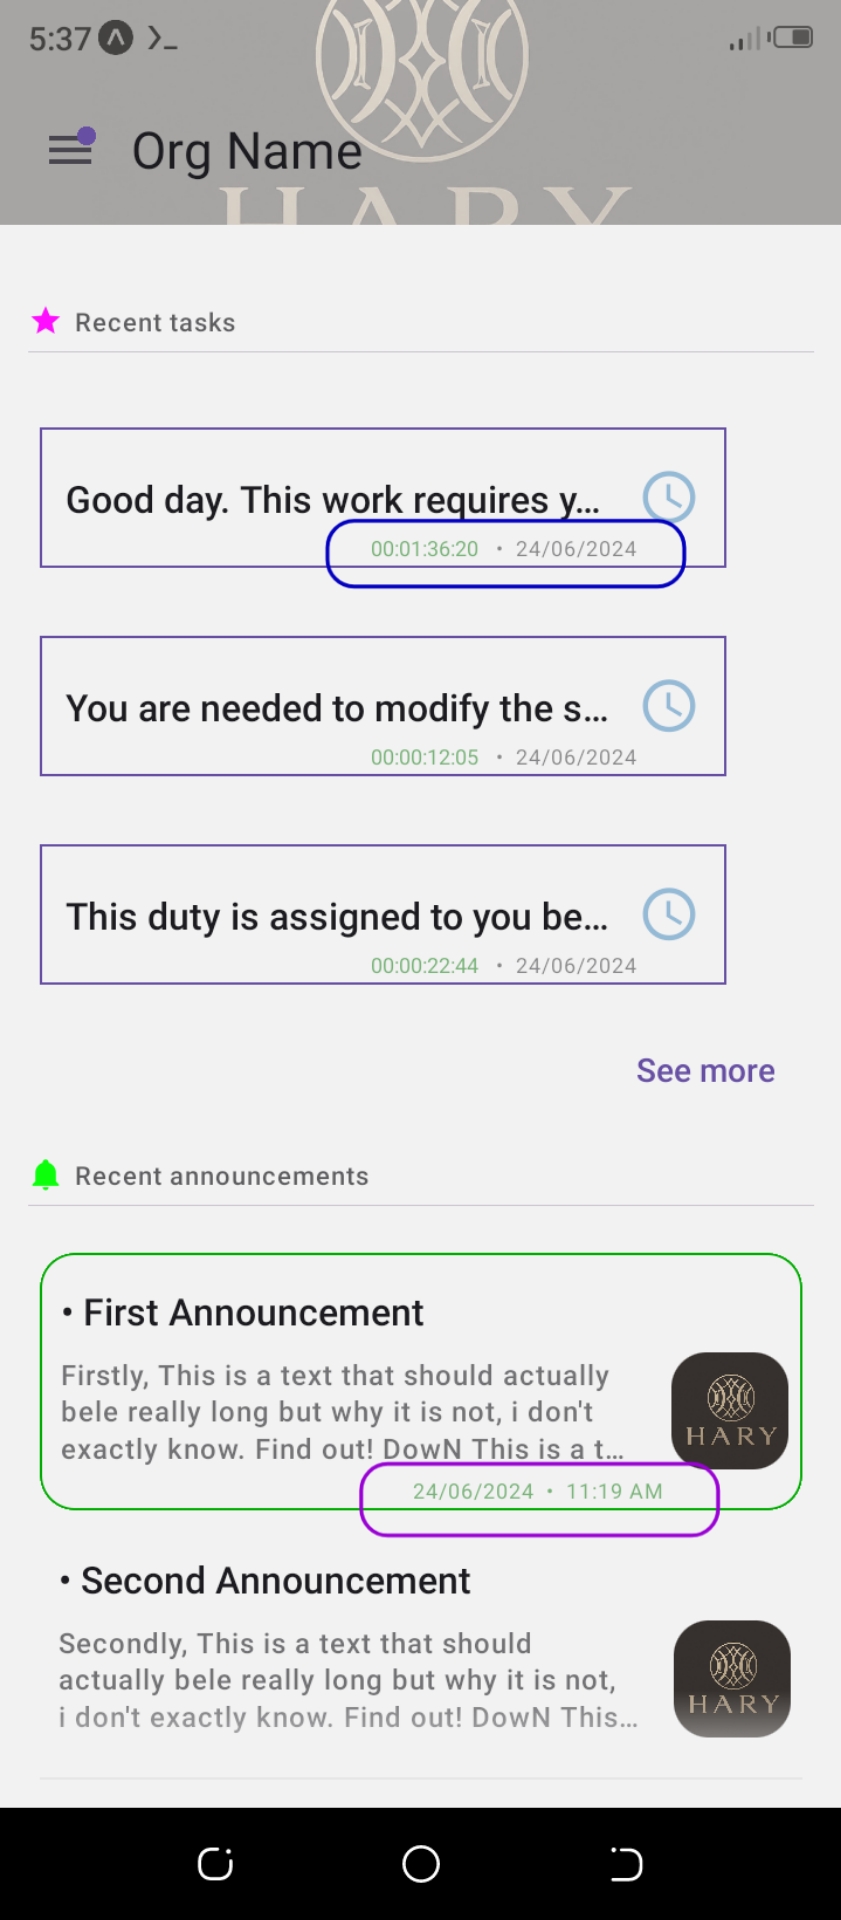 5:37
Org Name
HARY
Recent tasks
Good day. This work requires y...
00:01:36:20 • 24/06/2024
You are needed to modify the s...
00:00:12:05 • 24/06/2024
This duty is assigned to you be...
00:00:22:44 • 24/06/2024
See more
Recent announcements
• First Announcement
Firstly, This is a text that should actually
bele really long but why it is not, i don't
exactly know. Find out! DowN This is a t...
HARY
24/06/2024 • 11:19 AM
• Second Announcement
Secondly, This is a text that should
actually bele really long but why it is not,
i don't exactly know. Find out! DowN This...
HARY